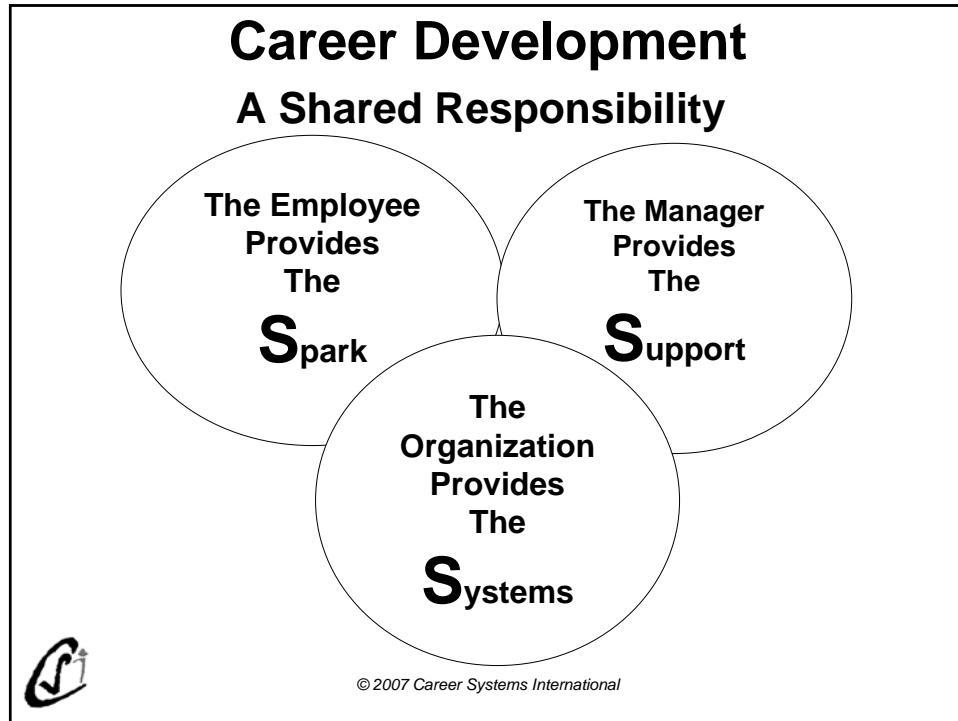 Career Development
A Shared Responsibility
The Employee
Provides
The
Spark
The Manager
Provides
The
Support
The
Organization
Provides
The
Systems
© 2007 Career Systems International